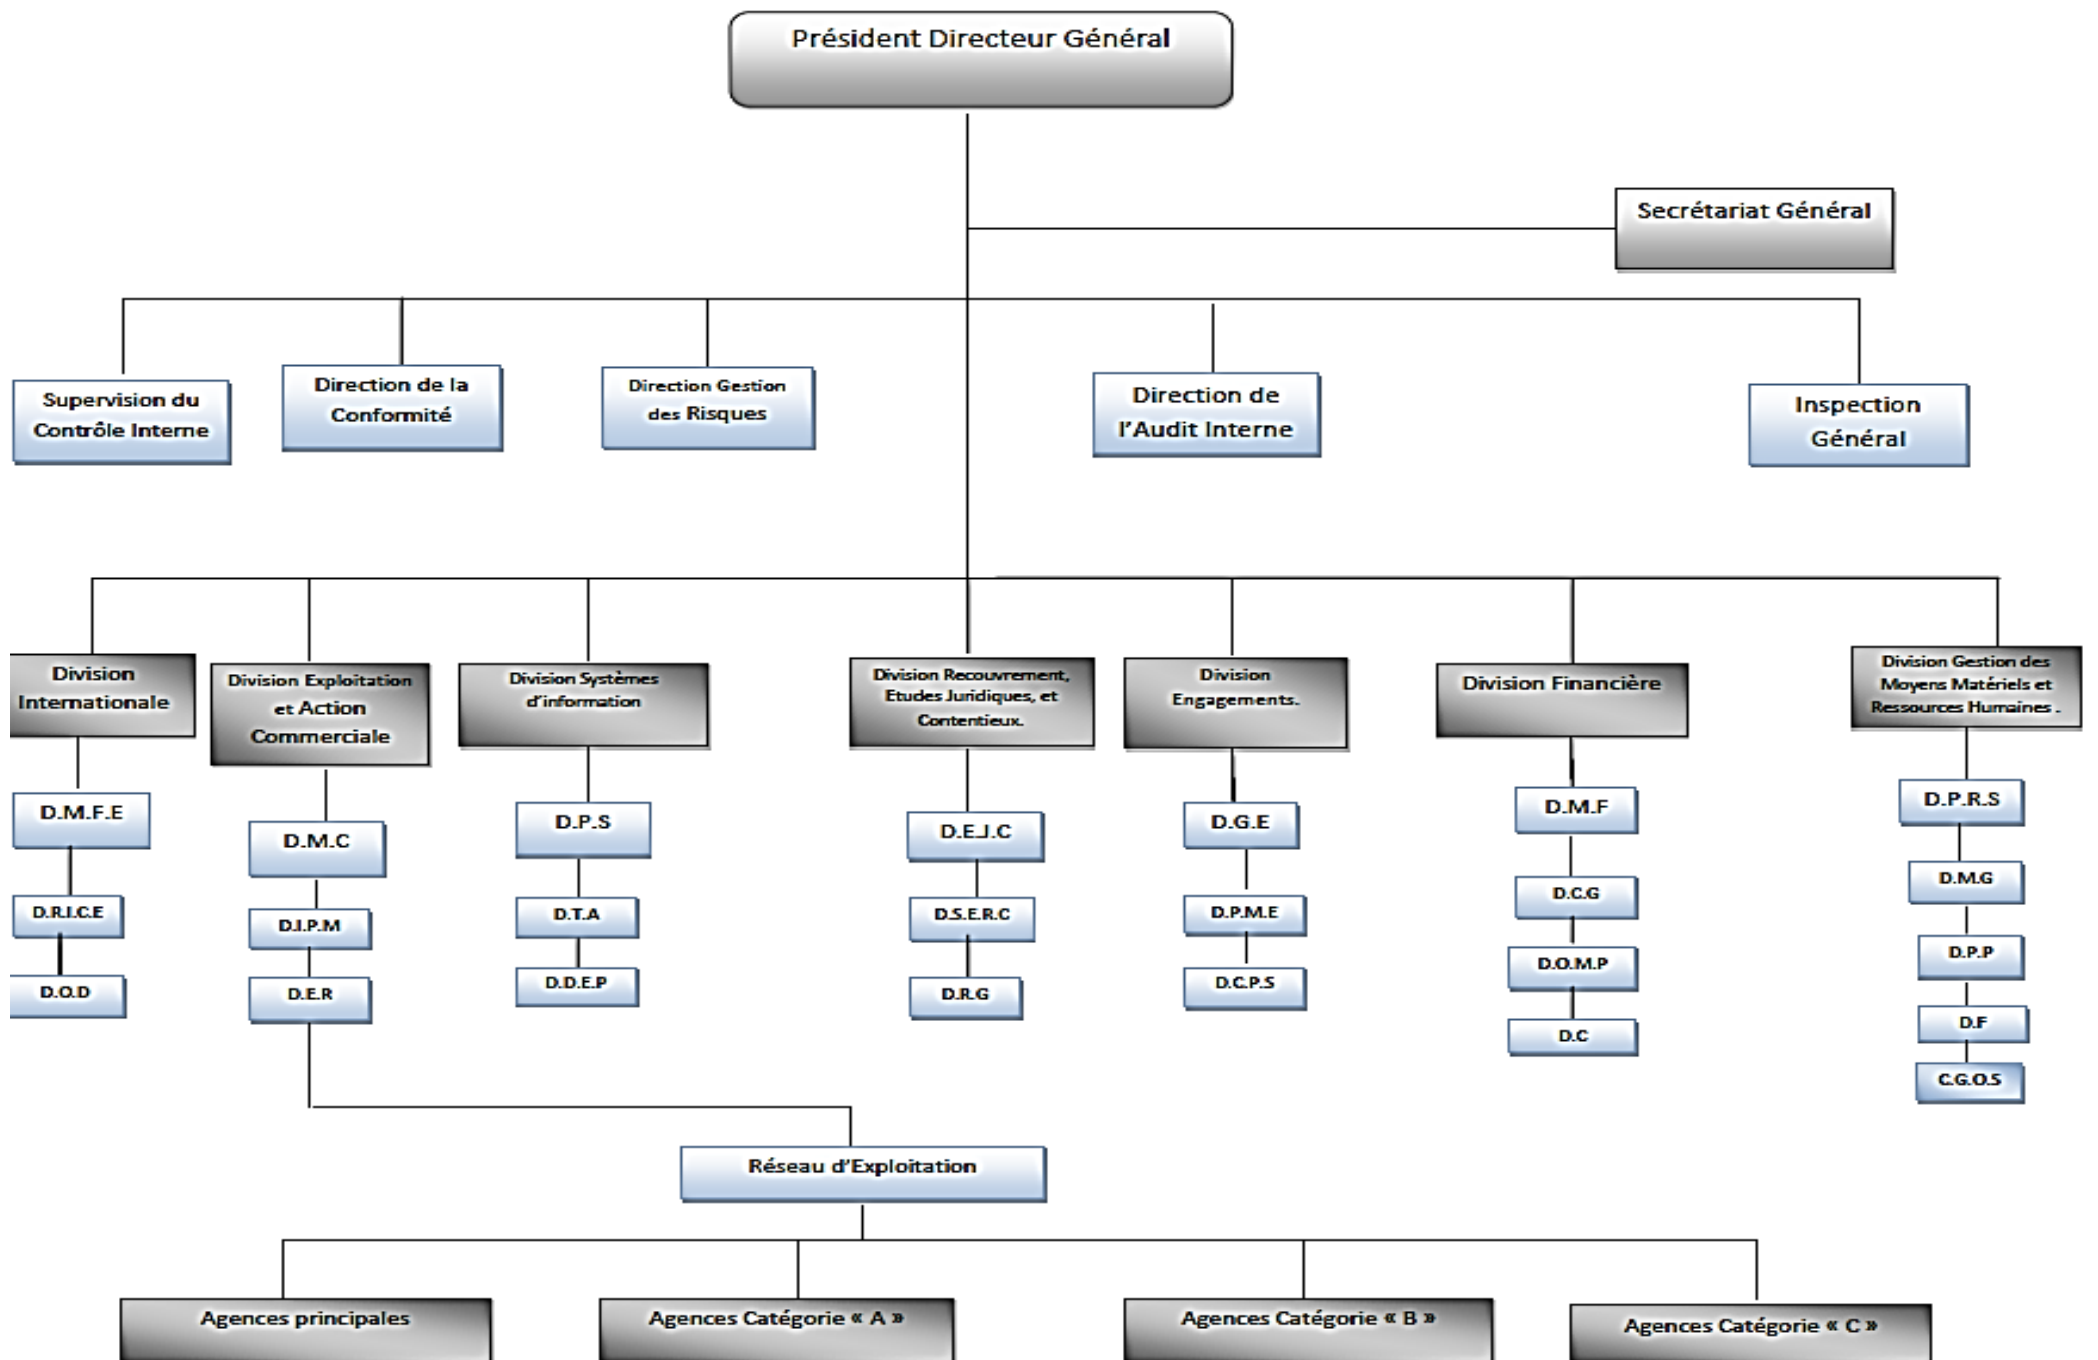 Président Directeur Général
Secrétariat Général
Supervision du
Contrôle Interne
Direction de la
Conformité
Direction Gestion
des Risques
Direction de
l'Audit Interne
Inspection
Général
Division
Internationale
Division Exploitation
et Action
Commerciale
Division Systèmes
d'information
Division Recouvrement,
Etudes Juridiques, et
Contentieux.
Division
Engagements.
Division Financière
Division Gestion des
Moyens Matériels et
Ressources Humaines .
D.M.F.E
D.R.I.C.E
D.O.D
D.M.C
D.I.P.M
D.E.R
D.P.S
D.T.A
D.D.E.P
D.E.J.C
D.S.E.R.C
D.R.G
D.G.E
D.P.M.E
D.C.P.S
D.M.F
D.C.G
D.O.M.P
D.C
D.P.R.S
D.M.G
D.P.P
D.F
C.G.O.S
Réseau d'Exploitation
Agences principales
Agences Catégorie « A »
Agences Catégorie « B »
Agences Catégorie « C »